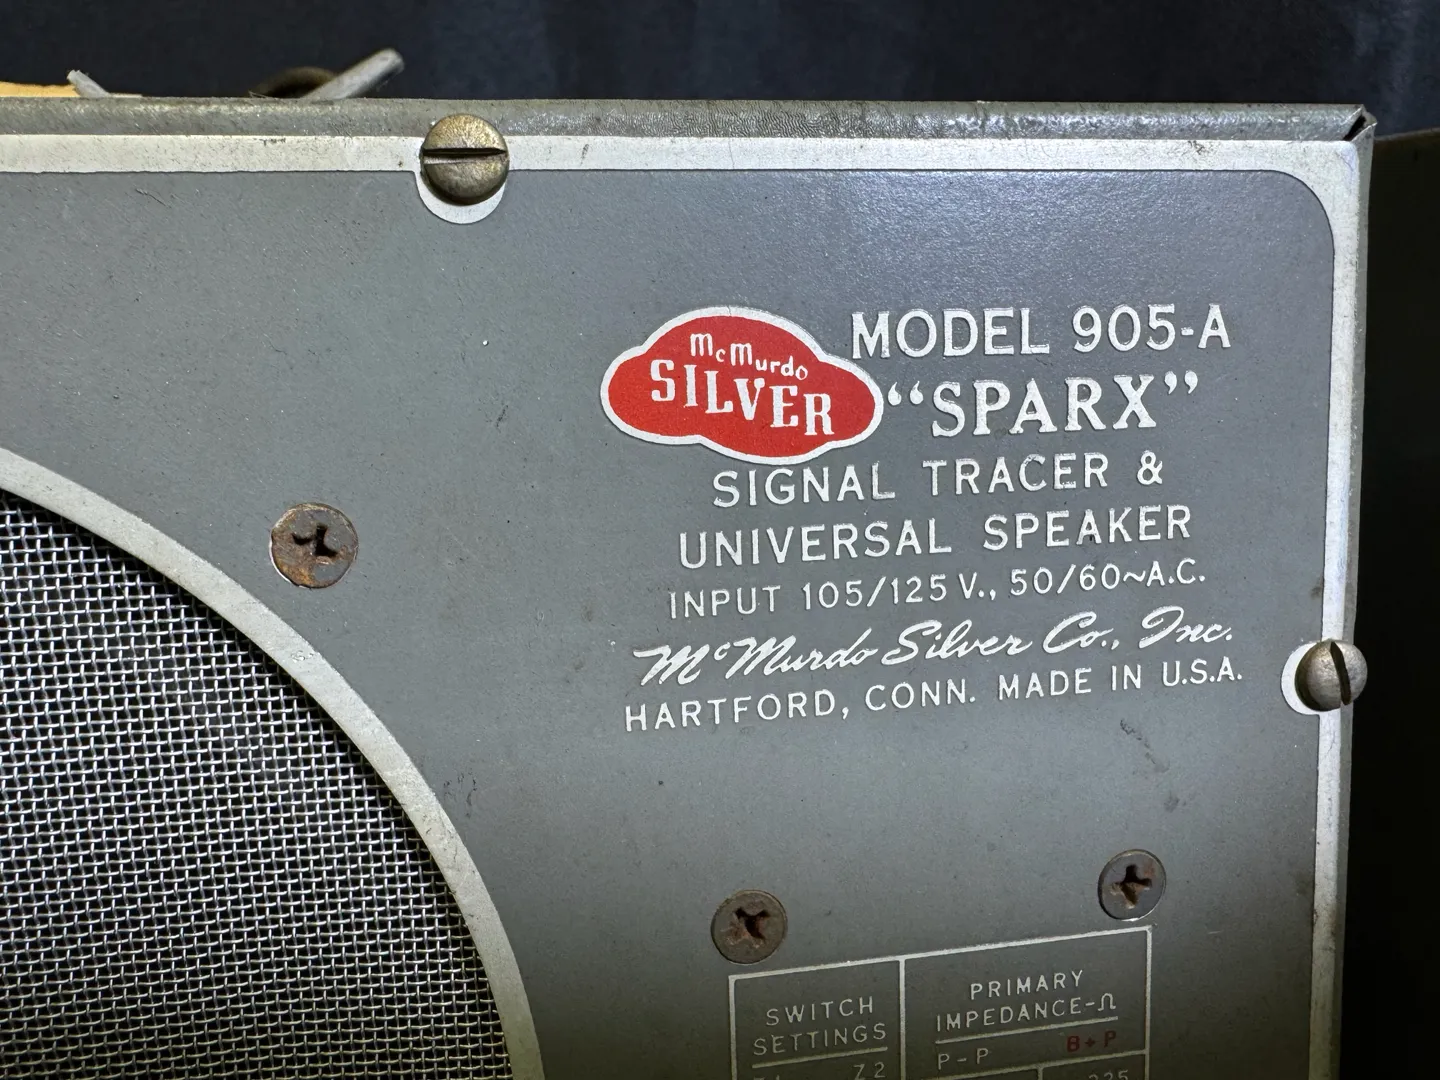 McMurdo
SILVER
MODEL 905-A
“SPARX”
SIGNAL TRACER &
UNIVERSAL SPEAKER
INPUT 105/125 V., 50/60~A.C.
McMurdo Silver Co., Inc.
HARTFORD, CONN. MADE IN U.S.A.
SWITCH
SETTINGS
PRIMARY
IMPEDANCE-Ω
P-P
B+P
Z2